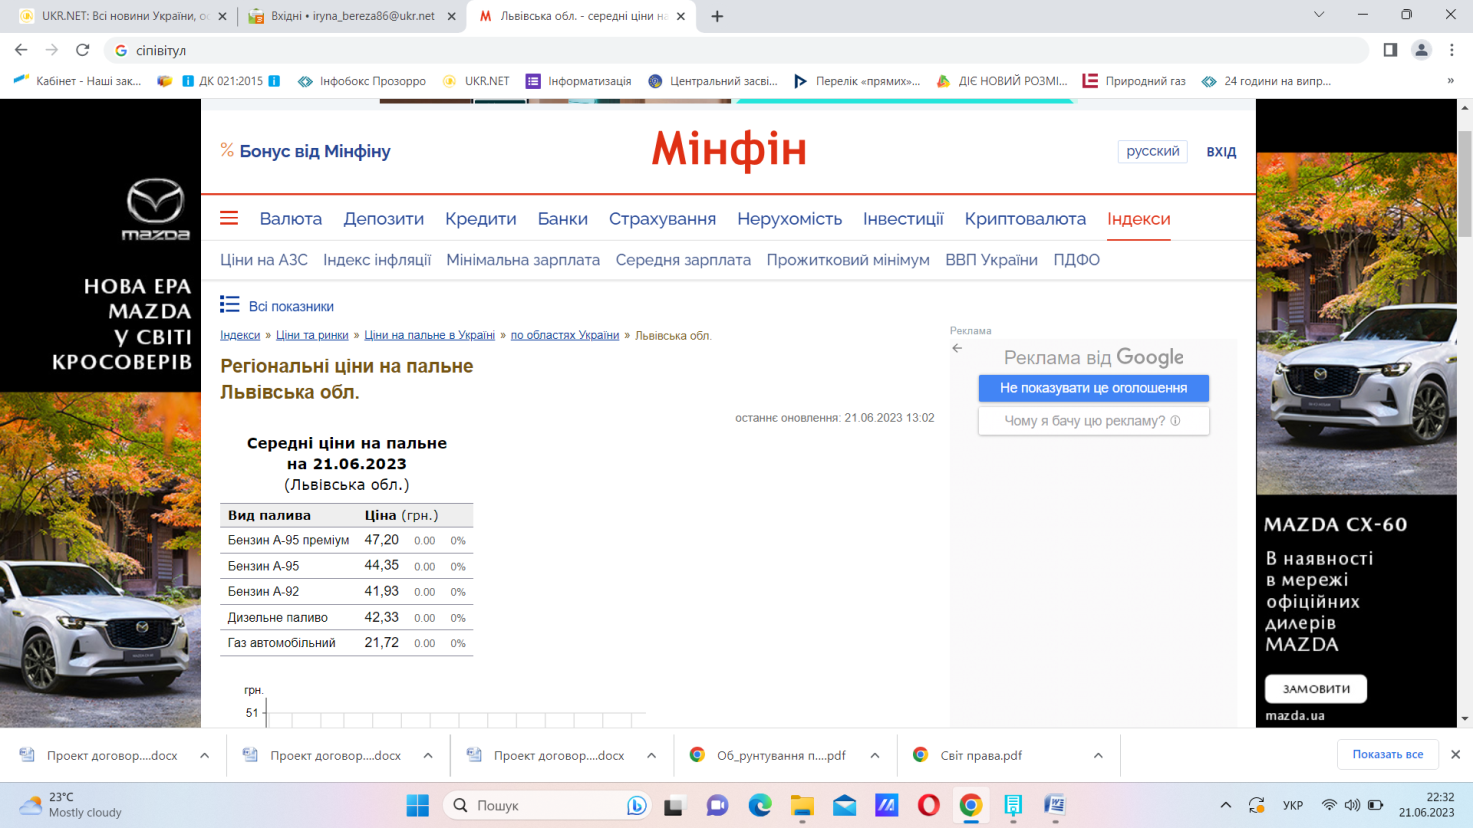 UKR.NET: Всі новини України, ос
Вхідні • iryna_bereza86@ukr.net
Львівська обл. - середні ціни на
сіпівітул
Кабінет - Наші зак...
ДК 021:2015
Інфобокс Прозорро
UKR.NET
Інформатизація
Центральний засві...
Перелік «прямих»...
ДІЄ НОВИЙ РОЗМІ...
Природний газ
24 години на випр...
»
% Бонус від Мінфіну
Мінфін
русский
ВХІД
Валюта Депозити Кредити Банки Страхування Нерухомість Інвестиції Криптовалюта Індекси
Ціни на АЗС Індекс інфляції Мінімальна зарплата Середня зарплата Прожитковий мінімум ВВП України ПДФО
Всі показники
Індекси » Ціни та ринки » Ціни на пальне в Україні » по областях України » Львівська обл.
Регіональні ціни на пальне
Львівська обл.
останнє оновлення: 21.06.2023 13:02
Середні ціни на пальне
на 21.06.2023
(Львівська обл.)
Вид палива Ціна (грн.)
Бензин А-95 преміум 47,20 0.00 0%
Бензин А-95 44,35 0.00 0%
Бензин А-92 41,93 0.00 0%
Дизельне паливо 42,33 0.00 0%
Газ автомобільний 21,72 0.00 0%
грн.
51
Реклама
Реклама від Google
Не показувати це оголошення
Чому я бачу цю рекламу?
mazda
НОВА ЕРА
MAZDA
У СВІТІ
КРОСОВЕРІВ
MAZDA CX-60
В наявності
в мережі
офіційних
дилерів
MAZDA
ЗАМОВИТИ
mazda.ua
Проект договор....docx
Проект договор....docx
Проект договор....docx
Об_рунтування п....pdf
Світ права.pdf
Показать все
23°C
Mostly cloudy
Пошук
УКР
22:32
21.06.2023